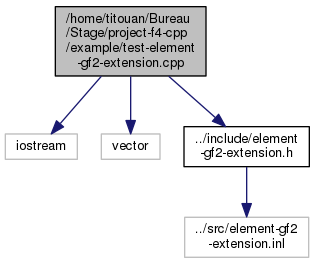 /home/titouan/Bureau
/Stage/project-f4-cpp
/example/test-element
-gf2-extension.cpp
iostream
vector
../include/element
-gf2-extension.h
../src/element-gf2
-extension.inl